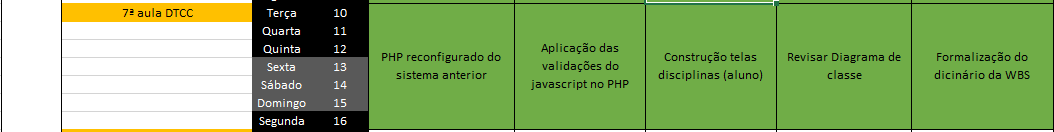 7ª aula DTCC
Terça 10
Quarta 11
Quinta 12
Sexta 13
Sábado 14
Domingo 15
Segunda 16
PHP reconfigurado do
sistema anterior
Aplicação das
validações do
javascript no PHP
Construção telas
disciplinas (aluno)
Revisar Diagrama de
classe
Formalização do
dicinário da WBS